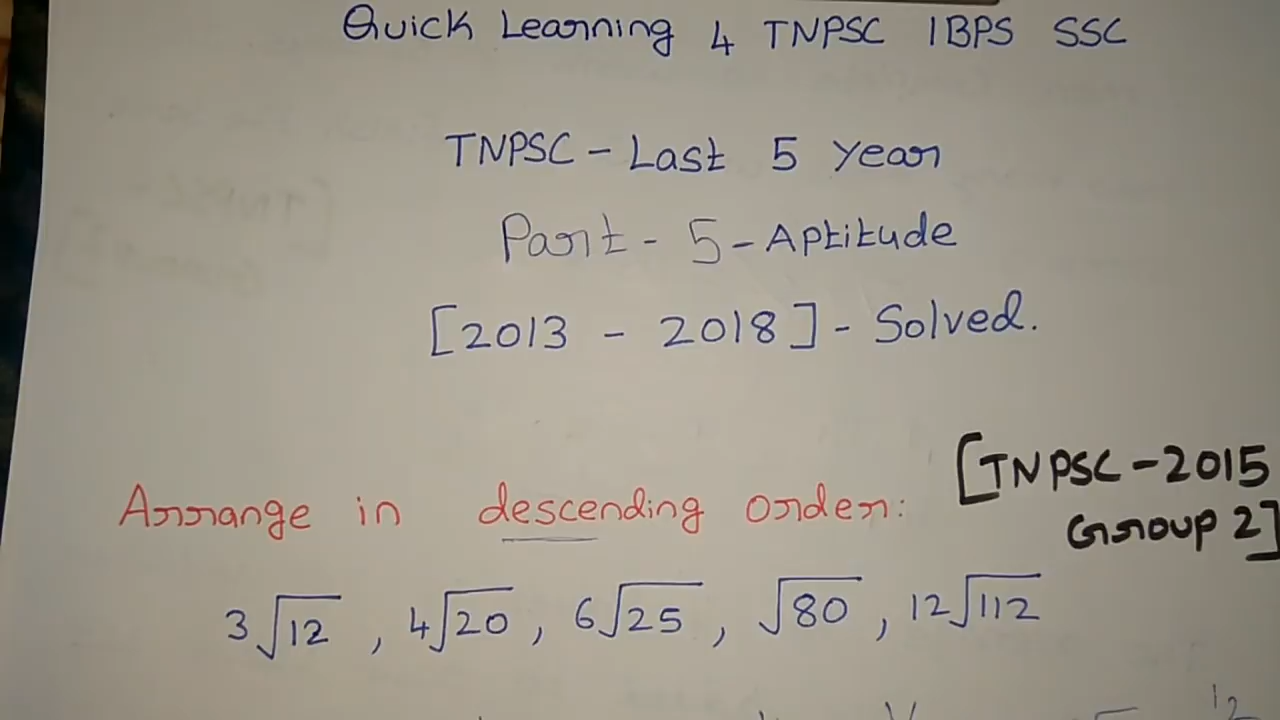 Quick Learning 4 TNPSC IBPS SSC
TNPSC - Last 5 year
Part - 5 - Aptitude
[2013 - 2018] - Solved.
[TNPSC - 2015
Group 2]
Arrange in descending order:
3√12 , 4√20 , 6√25 , √80 , 12√112